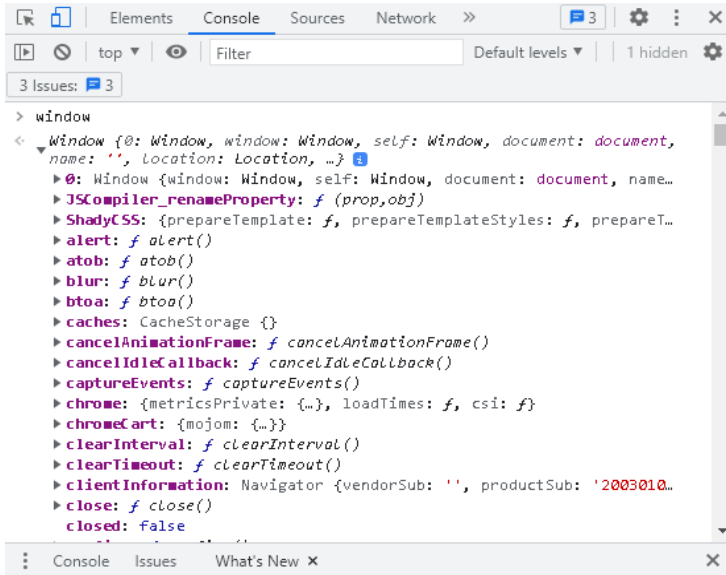 Elements Console Sources Network » 3
top ▼ Filter Default levels ▼ 1 hidden
3 Issues: 3
> window
Window {0: Window, window: Window, self: Window, document: document,
name: '', location: Location, …} i
▶ 0: Window {window: Window, self: Window, document: document, name…
▶ JSCompiler_renameProperty: ƒ (prop,obj)
▶ ShadyCSS: {prepareTemplate: ƒ, prepareTemplateStyles: ƒ, prepareT…
▶ alert: ƒ alert()
▶ atob: ƒ atob()
▶ blur: ƒ blur()
▶ btoa: ƒ btoa()
▶ caches: CacheStorage {}
▶ cancelAnimationFrame: ƒ cancelAnimationFrame()
▶ cancelIdleCallback: ƒ cancelIdleCallback()
▶ captureEvents: ƒ captureEvents()
▶ chrome: {metricsPrivate: {…}, loadTimes: ƒ, csi: ƒ}
▶ chromeCart: {mojom: {…}}
▶ clearInterval: ƒ clearInterval()
▶ clearTimeout: ƒ clearTimeout()
▶ clientInformation: Navigator {vendorSub: '', productSub: '2003010…
▶ close: ƒ close()
closed: false
Console Issues What's New ×